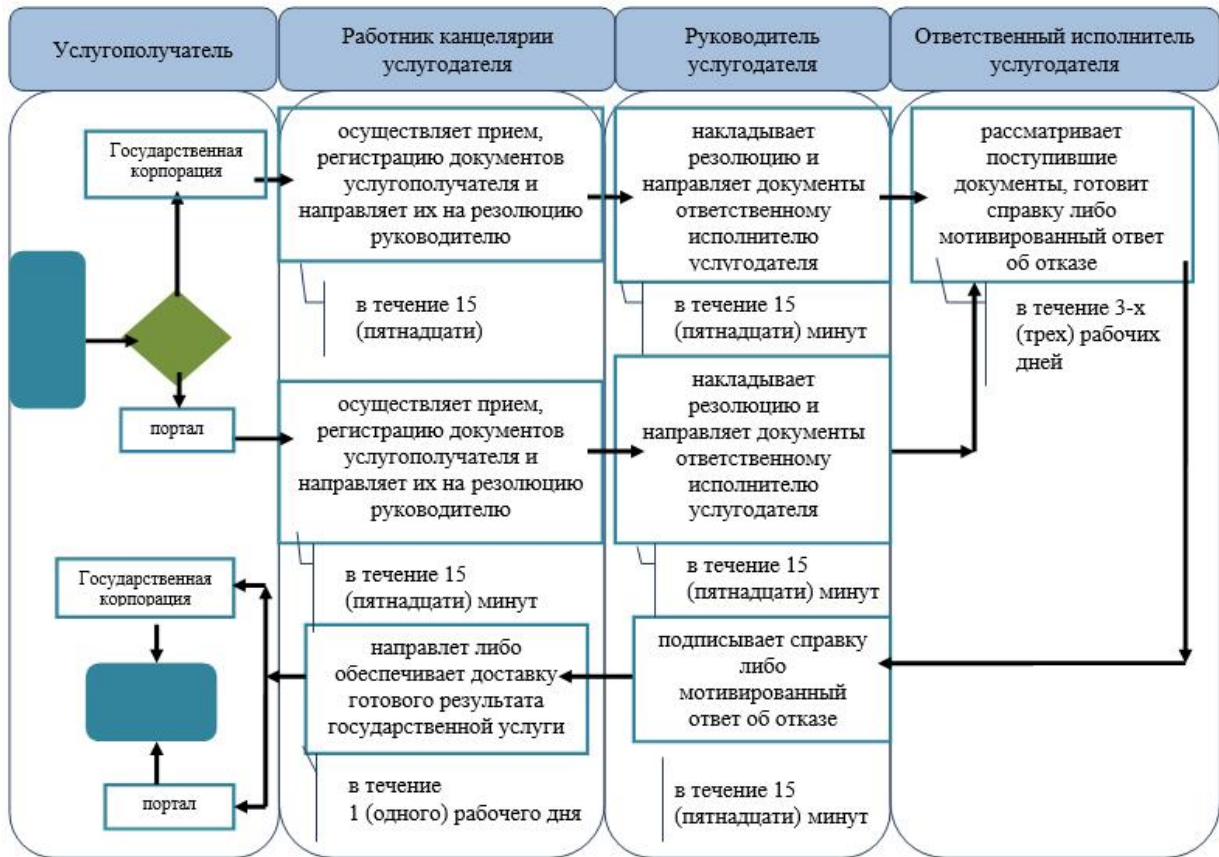 Услугополучатель
Работник канцелярии
услугодателя
Руководитель
услугодателя
Ответственный исполнитель
услугодателя
Государственная
корпорация
осуществляет прием,
регистрацию документов
услугополучателя и
направляет их на резолюцию
руководителю
накладывает
резолюцию и
направляет документы
ответственному
исполнителю
услугодателя
рассматривает
поступившие
документы, готовит
справку либо
мотивированный ответ
об отказе
в течение 15
(пятнадцати)
в течение 15
(пятнадцати) минут
в течение 3-х
(трех) рабочих
дней
портал
осуществляет прием,
регистрацию документов
услугополучателя и
направляет их на резолюцию
руководителю
накладывает
резолюцию и
направляет документы
ответственному
исполнителю
услугодателя
в течение 15
(пятнадцати) минут
в течение 15
(пятнадцати) минут
Государственная
корпорация
направлет либо
обеспечивает доставку
готового результата
государственной услуги
подписывает справку
либо
мотивированный
ответ об отказе
портал
в течение
1 (одного) рабочего дня
в течение 15
(пятнадцати) минут